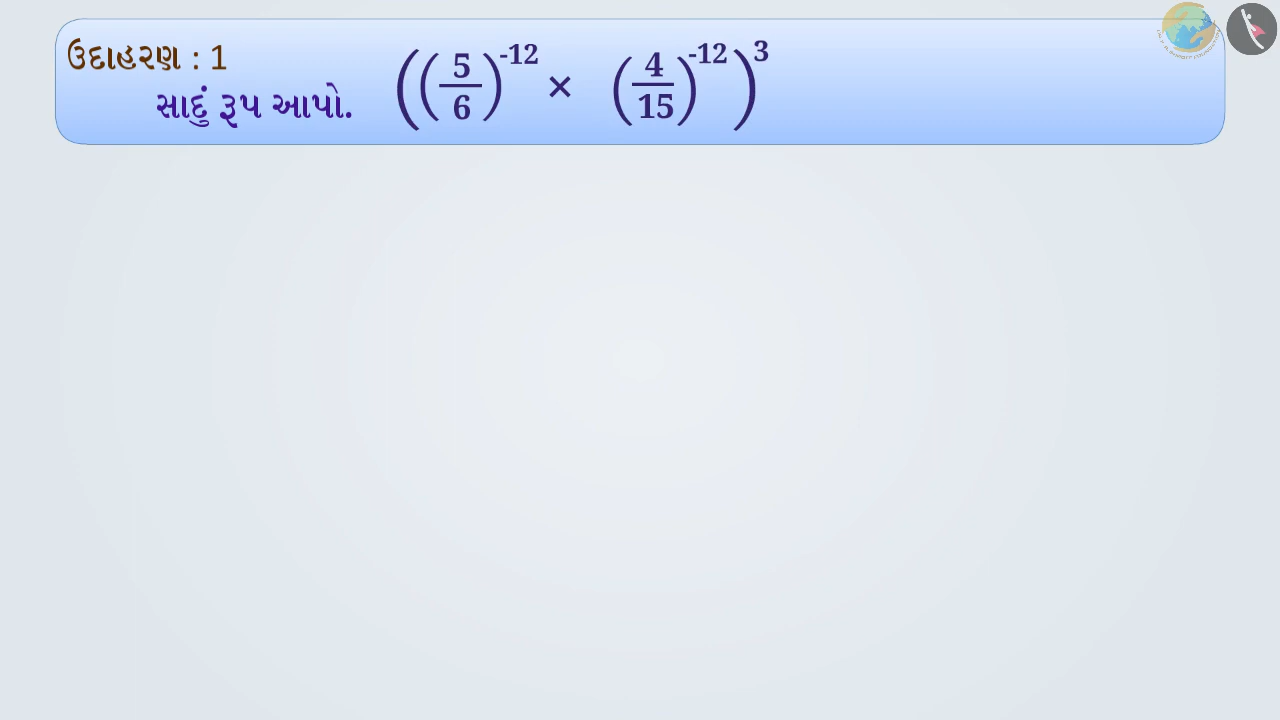 ઉદાહરણ : 1
સાદું રૂપ આપો. ((5/6)^-12 × (4/15)^-12)^3